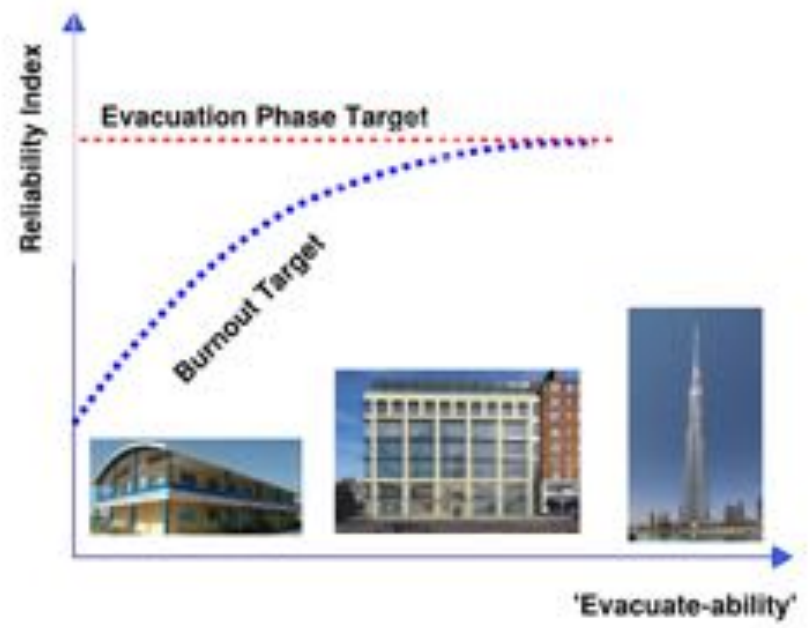 Reliability Index
Evacuation Phase Target
Burnout Target
'Evacuate-ability'